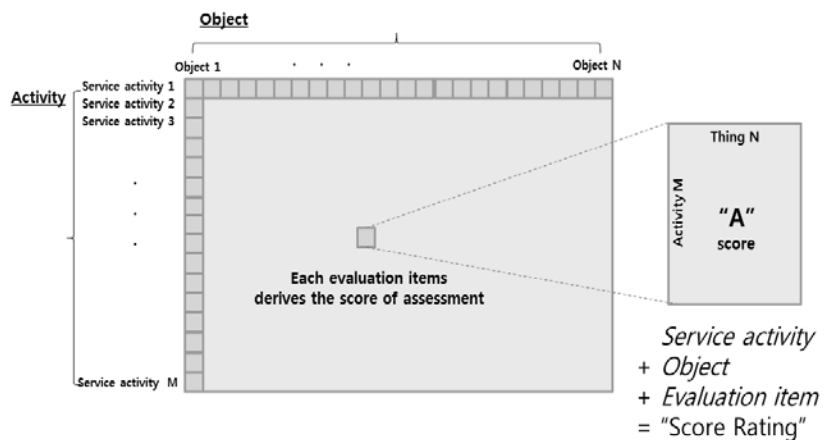 Object
Object 1 . . . Object N
Activity
Service activity 1
Service activity 2
Service activity 3
.
.
.
Service activity M
Each evaluation items
derives the score of assessment
Thing N
Activity M
“A”
score
Service activity
+ Object
+ Evaluation item
= “Score Rating”